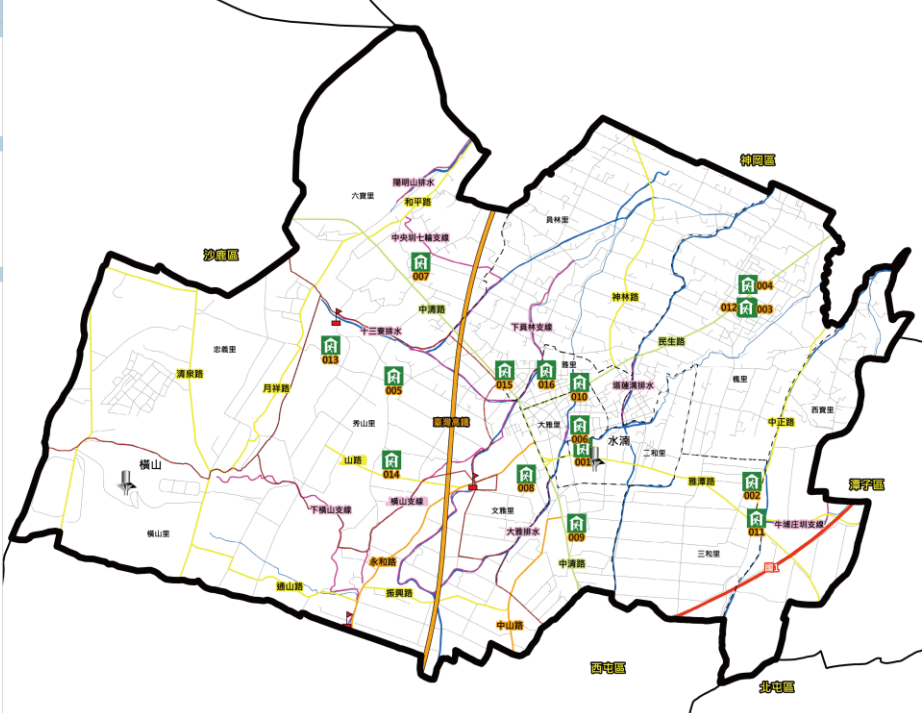 神岡區
六寶里
陽明山排水
和平路
員林里
中央圳七輪支線
沙鹿區
007
004
神林路
012
003
中清路
十三寮排水
下員林支線
民生路
忠義里
013
清泉路
月祥路
005
015
016
雅里
010
塔蓮溝排水
楓里
秀山里
臺灣高鐵
大雅里
006
水湳
西寶里
中正路
山路
014
橫山
001
二和里
008
雅潭路
002
潭子區
橫山支線
下橫山支線
文雅里
大雅排水
009
011
牛埔庄圳支線
橫山里
三和里
永和路
中清路
國1
通山路
振興路
中山路
西屯區
北屯區